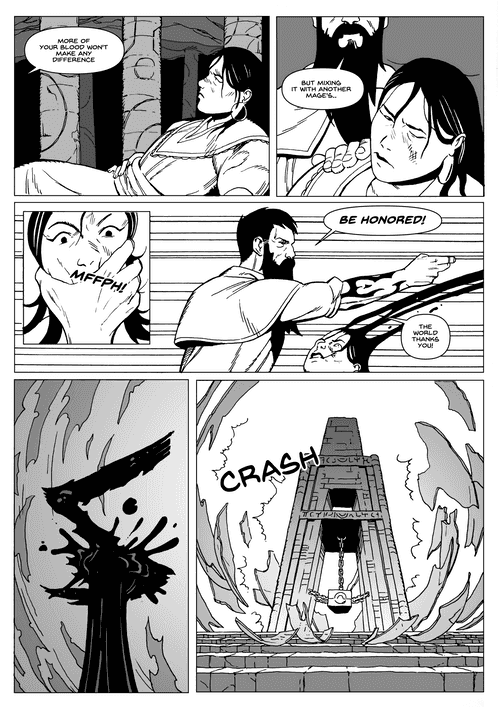 MORE OF
YOUR BLOOD WON'T
MAKE ANY
DIFFERENCE
BUT MIXING
IT WITH ANOTHER
MAGE'S..
MFFPH!
BE HONORED!
THE
WORLD
THANKS
YOU!
CRASH